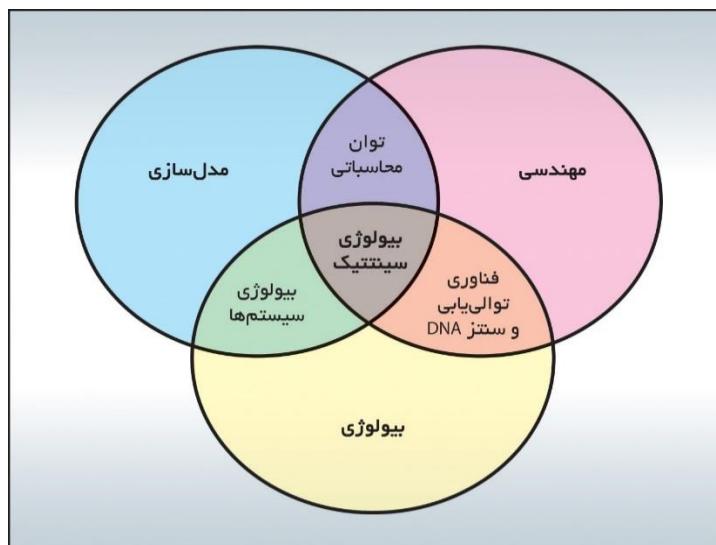 توان
محاسباتی
مهندسی
مدل‌سازی
بیولوژی
سینتتیک
فناوری
توالی‌یابی
و سنتز DNA
بیولوژی
سیستم‌ها
بیولوژی